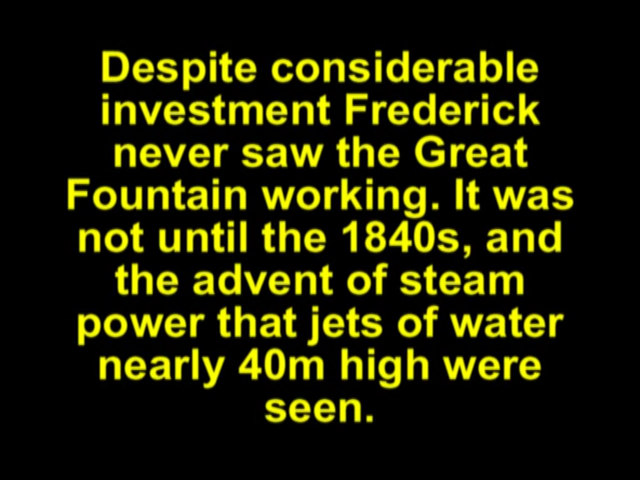 Despite considerable
investment Frederick
never saw the Great
Fountain working. It was
not until the 1840s, and
the advent of steam
power that jets of water
nearly 40m high were
seen.